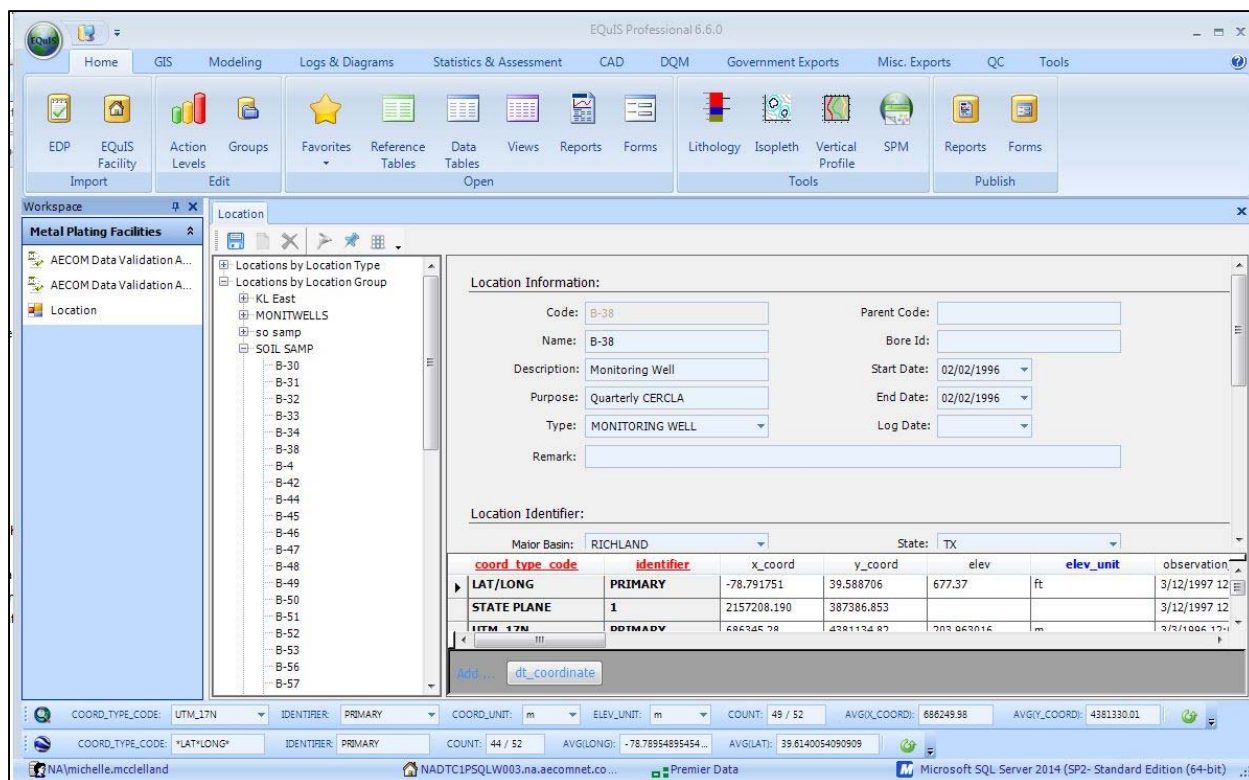 EQuIS Professional 6.6.0
EQuIS
Home GIS Modeling Logs & Diagrams Statistics & Assessment CAD DQM Government Exports Misc. Exports QC Tools
EDP EQuIS Facility Action Levels Groups Favorites Reference Tables Data Tables Views Reports Forms Lithology Isopleth Vertical Profile SPM Reports Forms
Import Edit Open Tools Publish
Workspace
Metal Plating Facilities
AECOM Data Validation A...
AECOM Data Validation A...
Location
Location
Locations by Location Type
Locations by Location Group
KL East
MONITWELLS
so samp
SOIL SAMP
B-30
B-31
B-32
B-33
B-34
B-38
B-4
B-42
B-44
B-45
B-46
B-47
B-48
B-49
B-50
B-51
B-52
B-53
B-56
B-57
Location Information:
Code: B-38 Parent Code:
Name: B-38 Bore Id:
Description: Monitoring Well Start Date: 02/02/1996
Purpose: Quarterly CERCLA End Date: 02/02/1996
Type: MONITORING WELL Log Date:
Remark:
Location Identifier:
Major Basin: RICHLAND State: TX
coord_type_code identifier x_coord y_coord elev elev_unit observation
LAT/LONG PRIMARY -78.791751 39.588706 677.37 ft 3/12/1997 12
STATE PLANE 1 2157208.190 387386.853 3/12/1997 12
UTM_17N PRIMARY 686345.28 4381134.82 203.963016 m 3/3/1996 12:
Add ... dt_coordinate
COORD_TYPE_CODE: UTM_17N IDENTIFIER: PRIMARY COORD_UNIT: m ELEV_UNIT: m COUNT: 49 / 52 AVG(X_COORD): 686249.98 AVG(Y_COORD): 4381330.01
COORD_TYPE_CODE: *LAT*LONG* IDENTIFIER: PRIMARY COUNT: 44 / 52 AVG(LONG): -78.78954895454... AVG(LAT): 39.6140054090909
NA\michelle.mcclelland NADTC1PSQLW003.na.aecomnet.co... Premier Data Microsoft SQL Server 2014 (SP2- Standard Edition (64-bit)